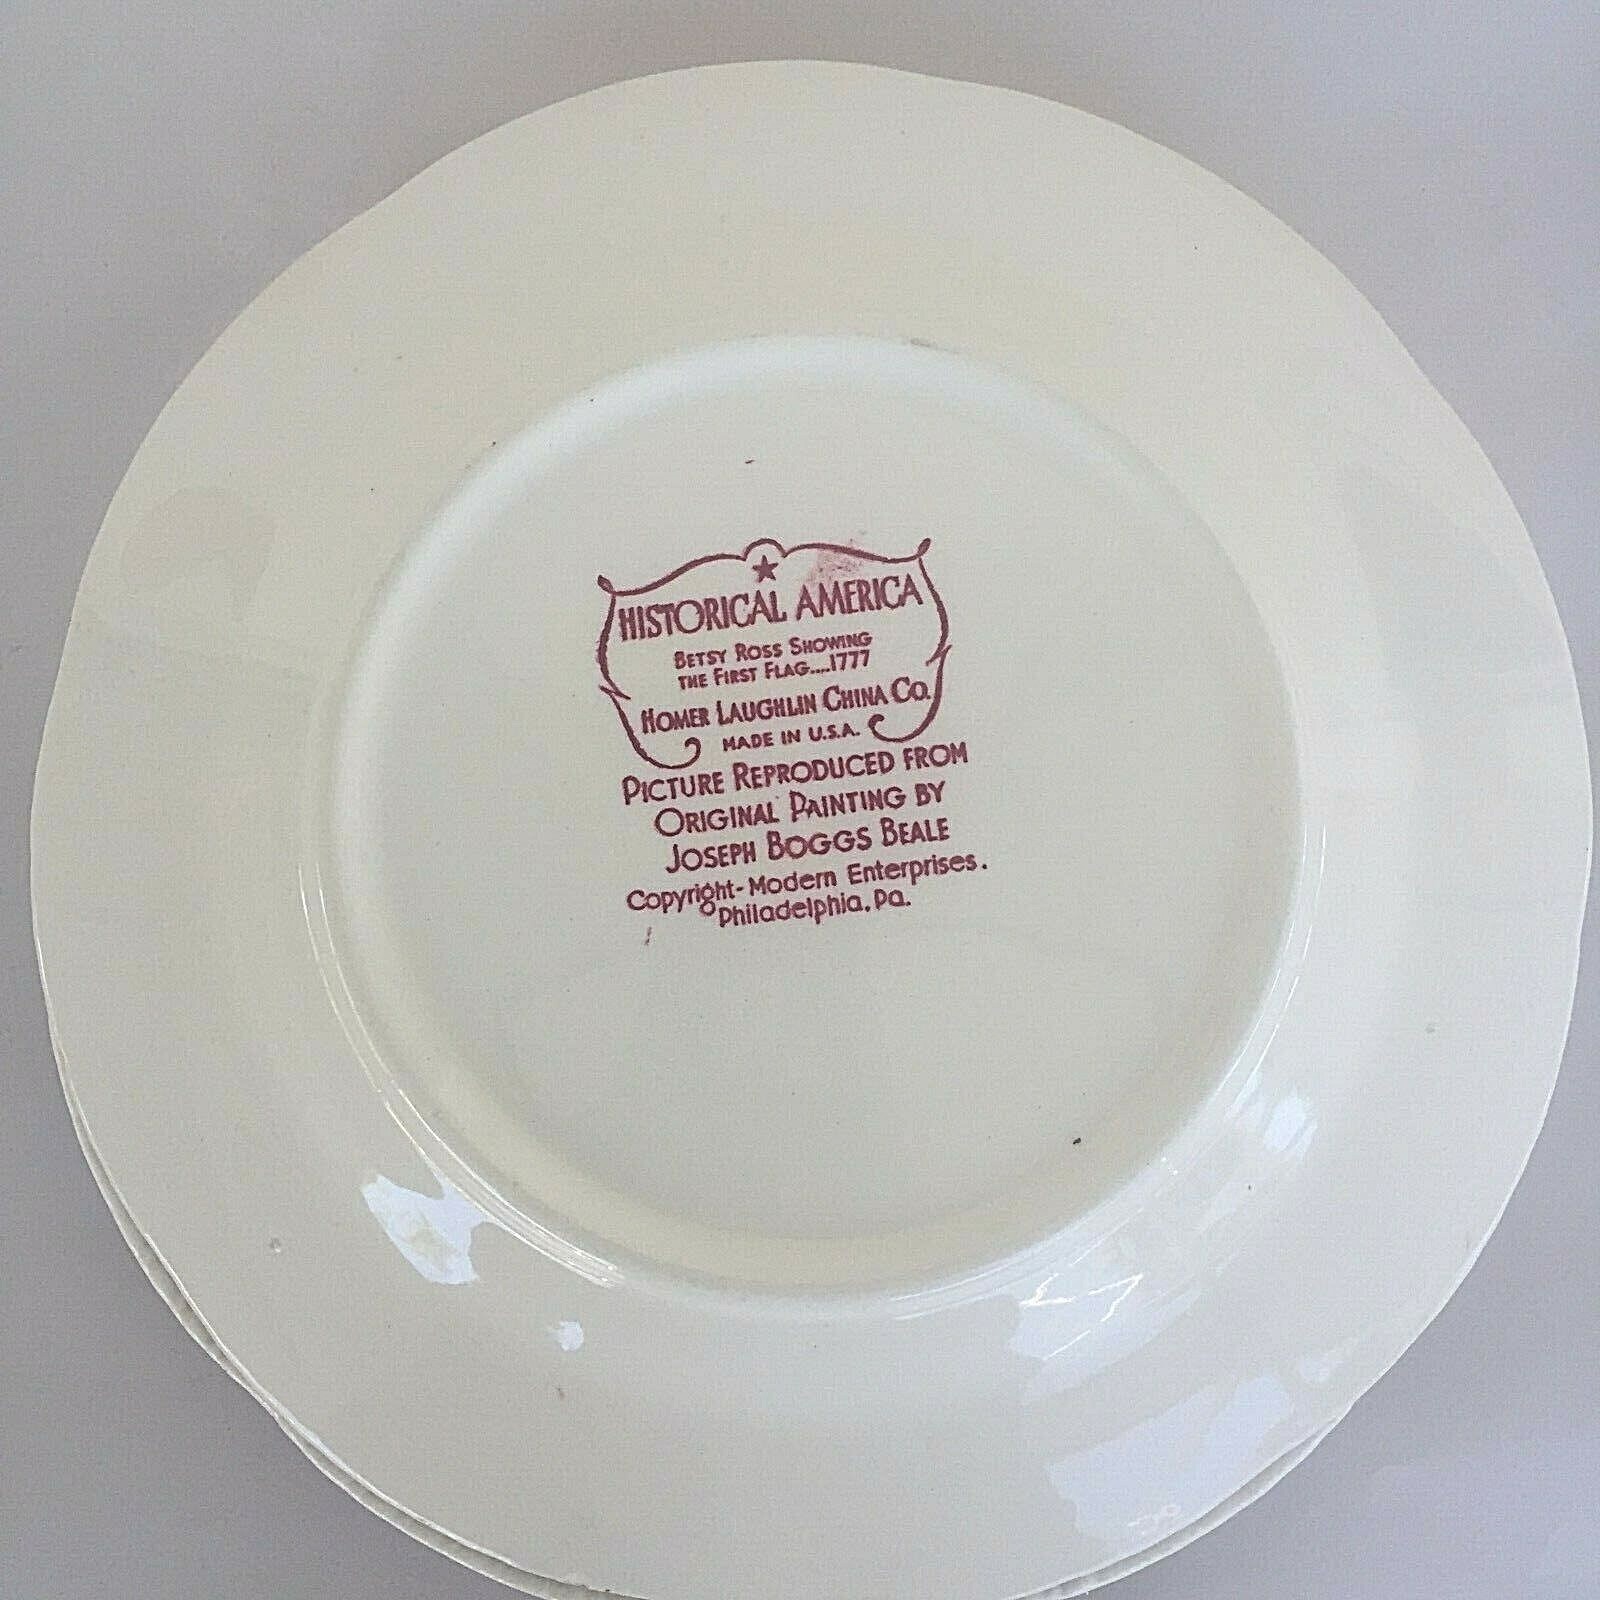 HISTORICAL AMERICA
BETSY ROSS SHOWING
THE FIRST FLAG....1777
HOMER LAUGHLIN CHINA CO.
MADE IN U.S.A.
PICTURE REPRODUCED FROM
ORIGINAL PAINTING BY
JOSEPH BOGGS BEALE
Copyright-Modern Enterprises.
Philadelphia, Pa.